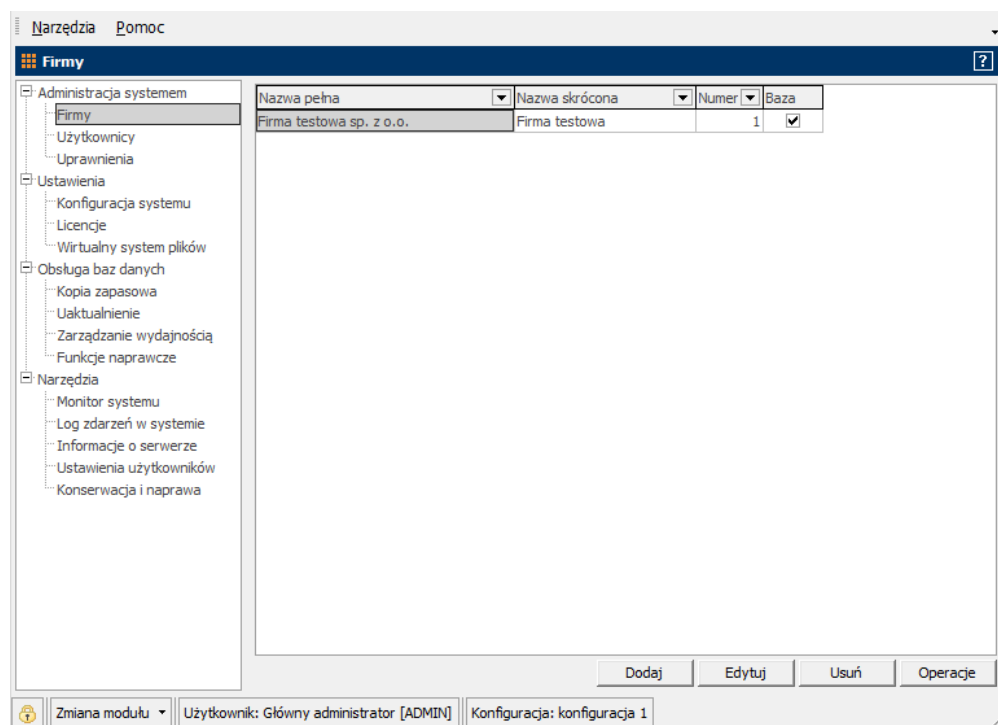 Narzędzia Pomoc
Firmy ?
Administracja systemem
Firmy
Użytkownicy
Uprawnienia
Ustawienia
Konfiguracja systemu
Licencje
Wirtualny system plików
Obsługa baz danych
Kopia zapasowa
Uaktualnienie
Zarządzanie wydajnością
Funkcje naprawcze
Narzędzia
Monitor systemu
Log zdarzeń w systemie
Informacje o serwerze
Ustawienia użytkowników
Konserwacja i naprawa
Nazwa pełna Nazwa skrócona Numer Baza
Firma testowa sp. z o.o. Firma testowa 1
Dodaj Edytuj Usuń Operacje
Zmiana modułu Użytkownik: Główny administrator [ADMIN] Konfiguracja: konfiguracja 1